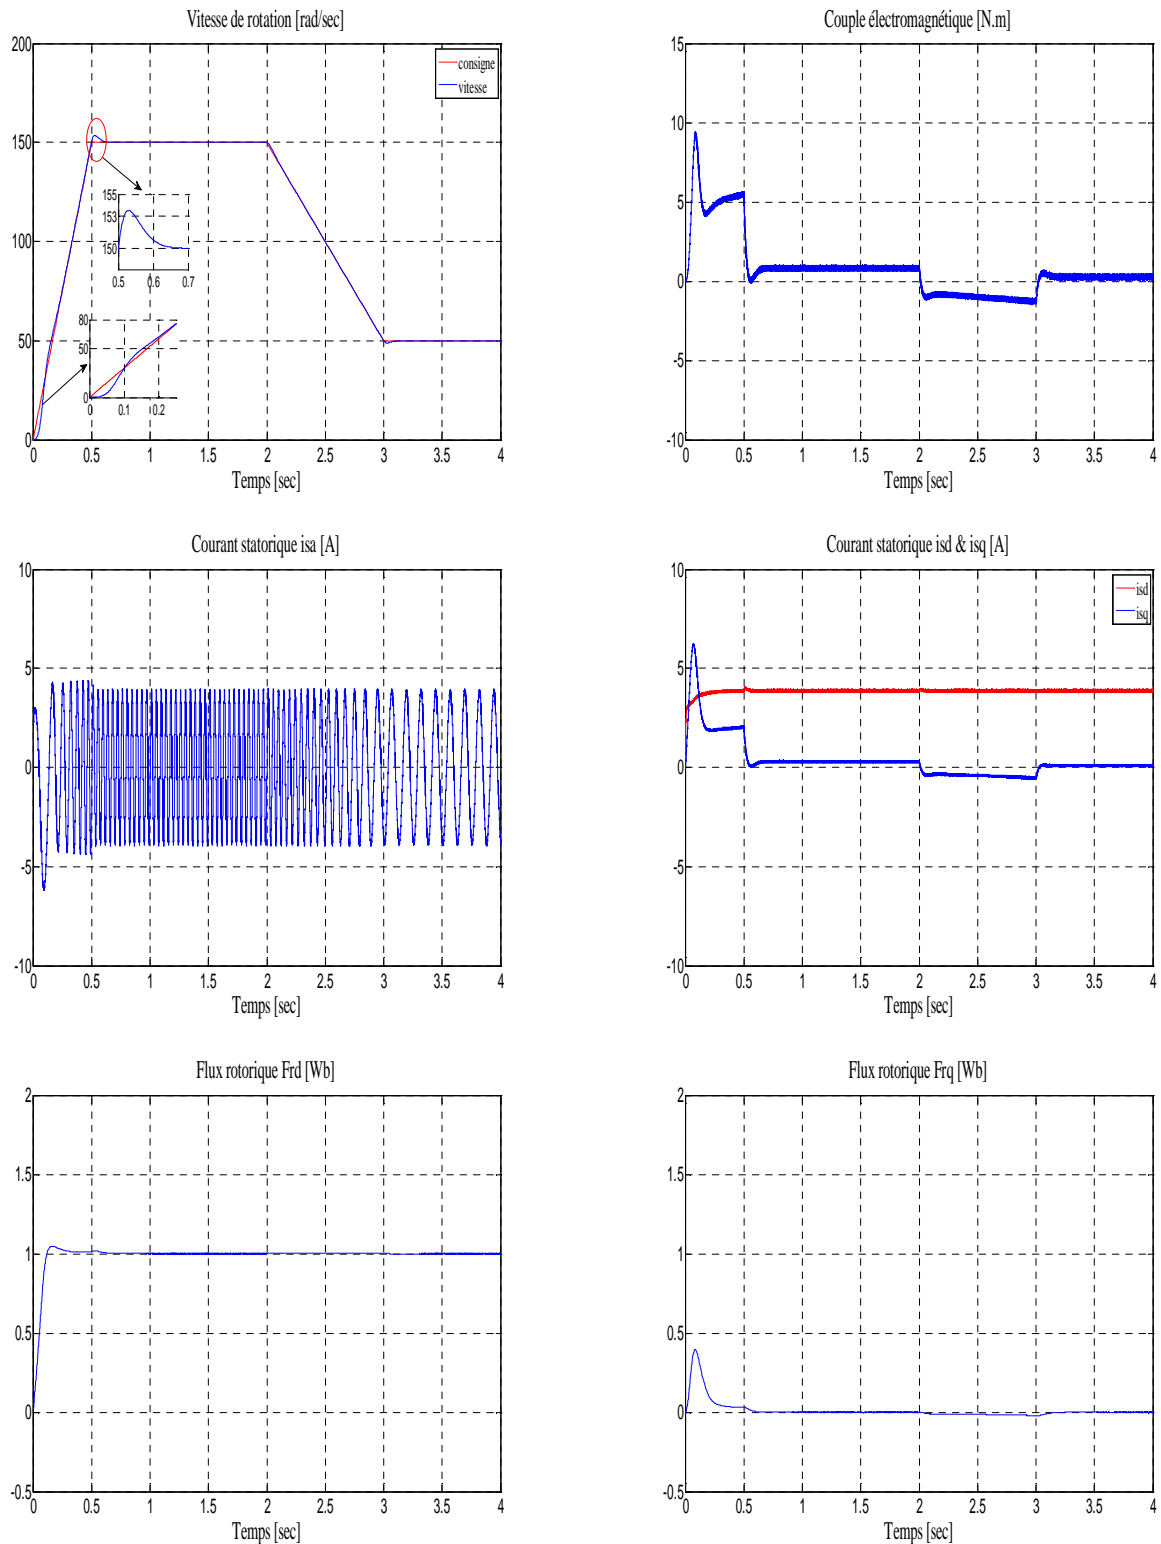 Vitesse de rotation [rad/sec]
200
150
100
50
0
consigne
vitesse
155
153
150
0.5 0.6 0.7
80
50
0
0 0.1 0.2
0 0.5 1 1.5 2 2.5 3 3.5 4
Temps [sec]
Couple électromagnétique [N.m]
15
10
5
0
-5
-10
0 0.5 1 1.5 2 2.5 3 3.5 4
Temps [sec]
Courant statorique isa [A]
10
5
0
-5
-10
0 0.5 1 1.5 2 2.5 3 3.5 4
Temps [sec]
Courant statorique isd & isq [A]
10
5
0
-5
-10
isd
isq
0 0.5 1 1.5 2 2.5 3 3.5 4
Temps [sec]
Flux rotorique Frd [Wb]
2
1.5
1
0.5
0
-0.5
0 0.5 1 1.5 2 2.5 3 3.5 4
Temps [sec]
Flux rotorique Frq [Wb]
2
1.5
1
0.5
0
-0.5
0 0.5 1 1.5 2 2.5 3 3.5 4
Temps [sec]